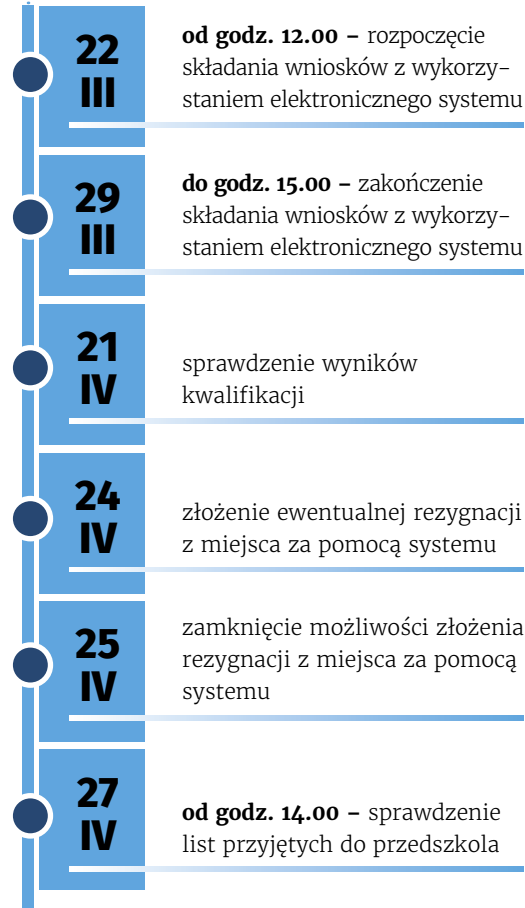 22
III
od godz. 12.00 – rozpoczęcie
składania wniosków z wykorzy-
staniem elektronicznego systemu
29
III
do godz. 15.00 – zakończenie
składania wniosków z wykorzy-
staniem elektronicznego systemu
21
IV
sprawdzenie wyników
kwalifikacji
24
IV
złożenie ewentualnej rezygnacji
z miejsca za pomocą systemu
25
IV
zamknięcie możliwości złożenia
rezygnacji z miejsca za pomocą
systemu
27
IV
od godz. 14.00 – sprawdzenie
list przyjętych do przedszkola